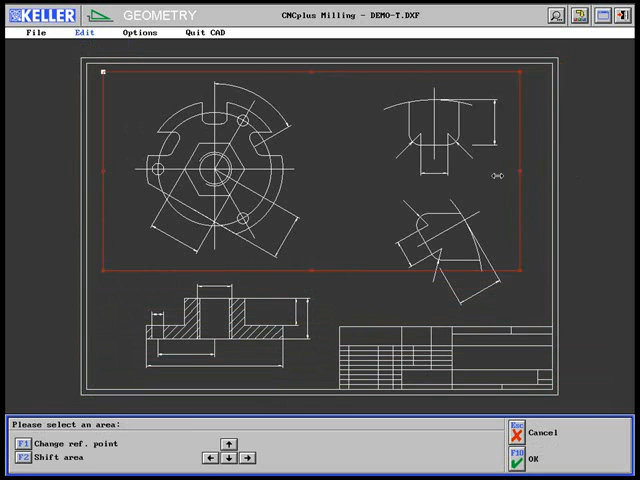 KELLER GEOMETRY CNCplus Milling - DEMO-T.DXF
File Edit Options Quit CAD
Please select an area:
F1 Change ref. point
F2 Shift area
Esc Cancel
F10 OK